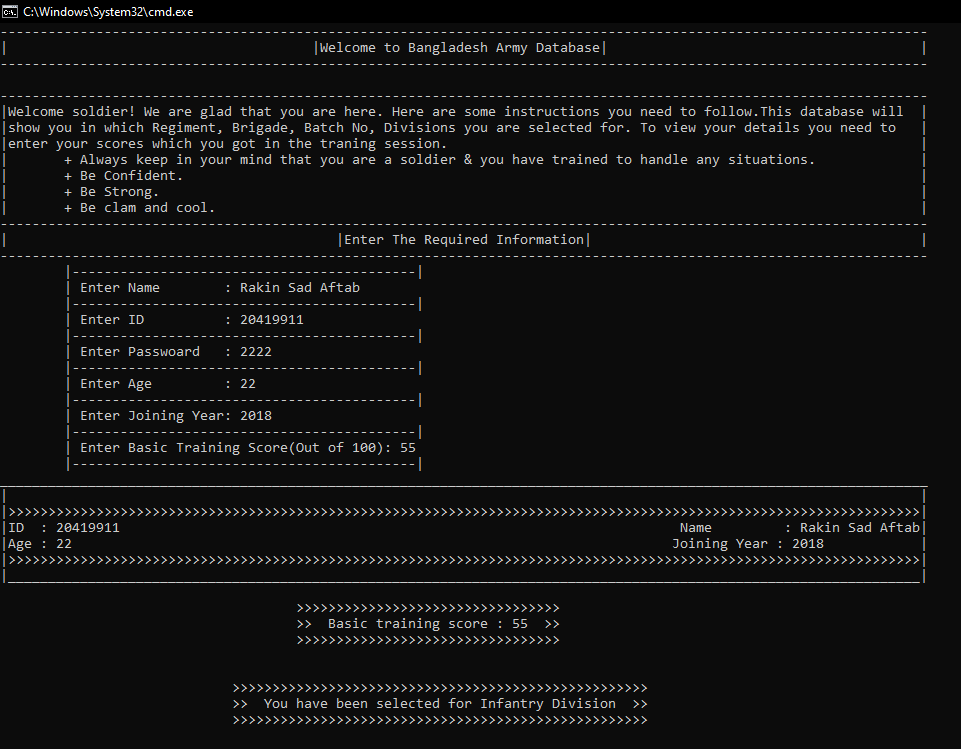 C:\Windows\System32\cmd.exe
|Welcome to Bangladesh Army Database|
|Welcome soldier! We are glad that you are here. Here are some instructions you need to follow.This database will |
|show you in which Regiment, Brigade, Batch No, Divisions you are selected for. To view your details you need to |
|enter your scores which you got in the traning session. |
| + Always keep in your mind that you are a soldier & you have trained to handle any situations. |
| + Be Confident. |
| + Be Strong. |
| + Be clam and cool. |
| |Enter The Required Information| |
| Enter Name : Rakin Sad Aftab
| Enter ID : 20419911
| Enter Passwoard : 2222
| Enter Age : 22
| Enter Joining Year: 2018
| Enter Basic Training Score(Out of 100): 55
|ID : 20419911 Name : Rakin Sad Aftab|
|Age : 22 Joining Year : 2018 |
>> Basic training score : 55 >>
>> You have been selected for Infantry Division >>